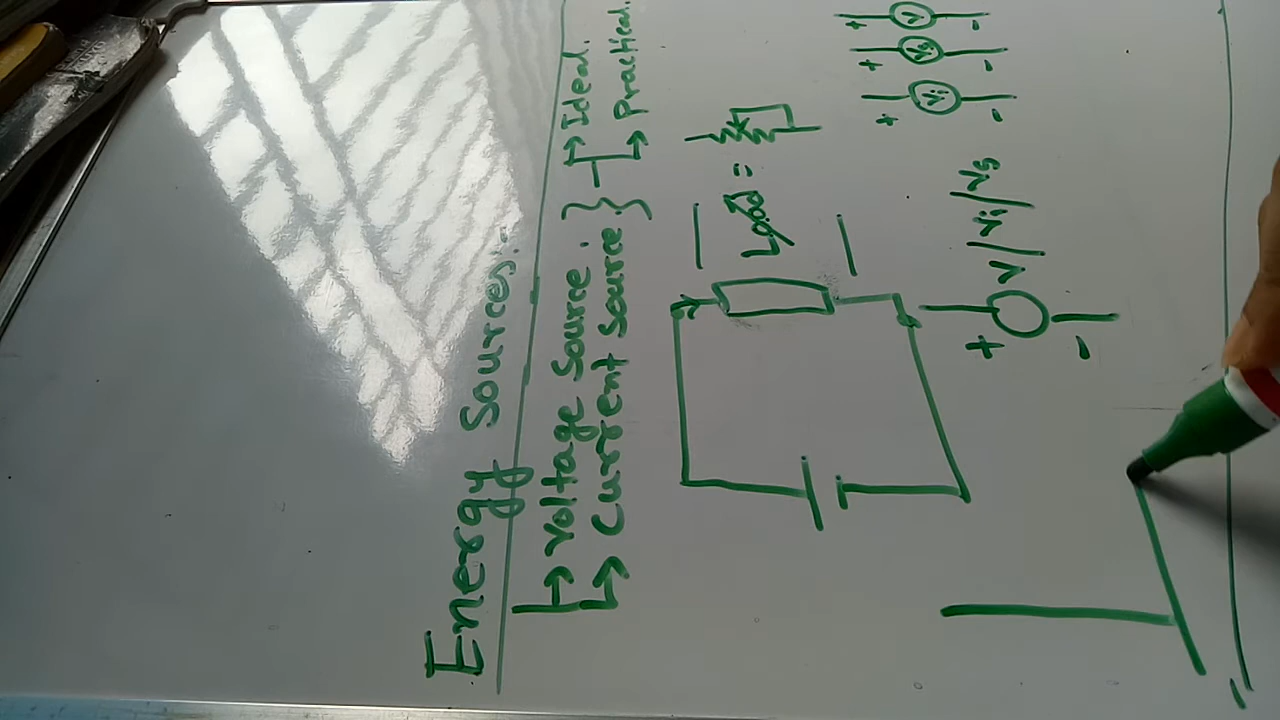 Energy Sources:-
↳ Voltage Source :} → Ideal.
↳ Current Source :} → Practical.
Load =
+ V -
+ Vs -
+ Vi -
V/Vi/Vs
+ -